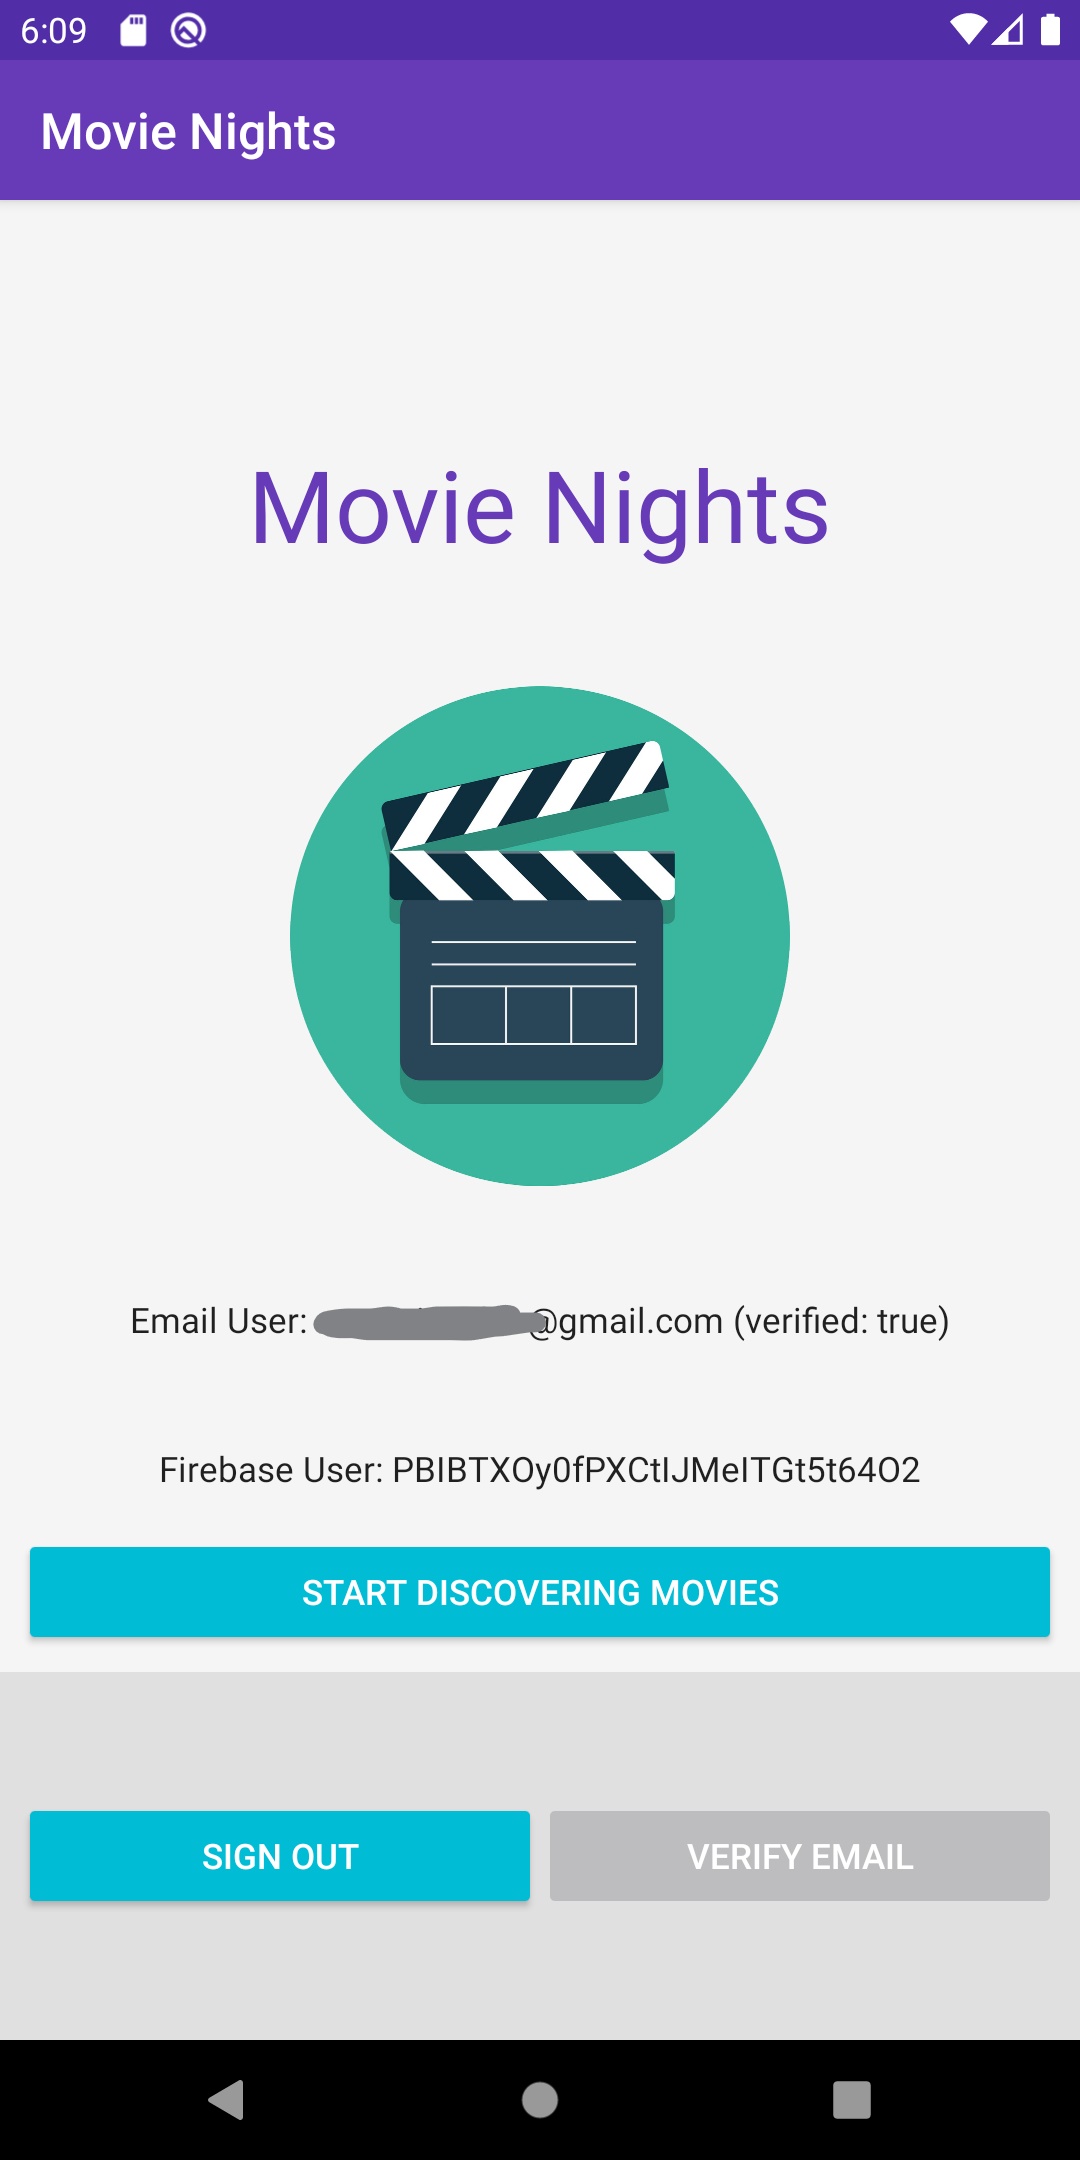 6:09
Movie Nights
Movie Nights
Email User: @gmail.com (verified: true)
Firebase User: PBIBTXOy0fPXCtIJMeITGt5t64O2
START DISCOVERING MOVIES
SIGN OUT
VERIFY EMAIL